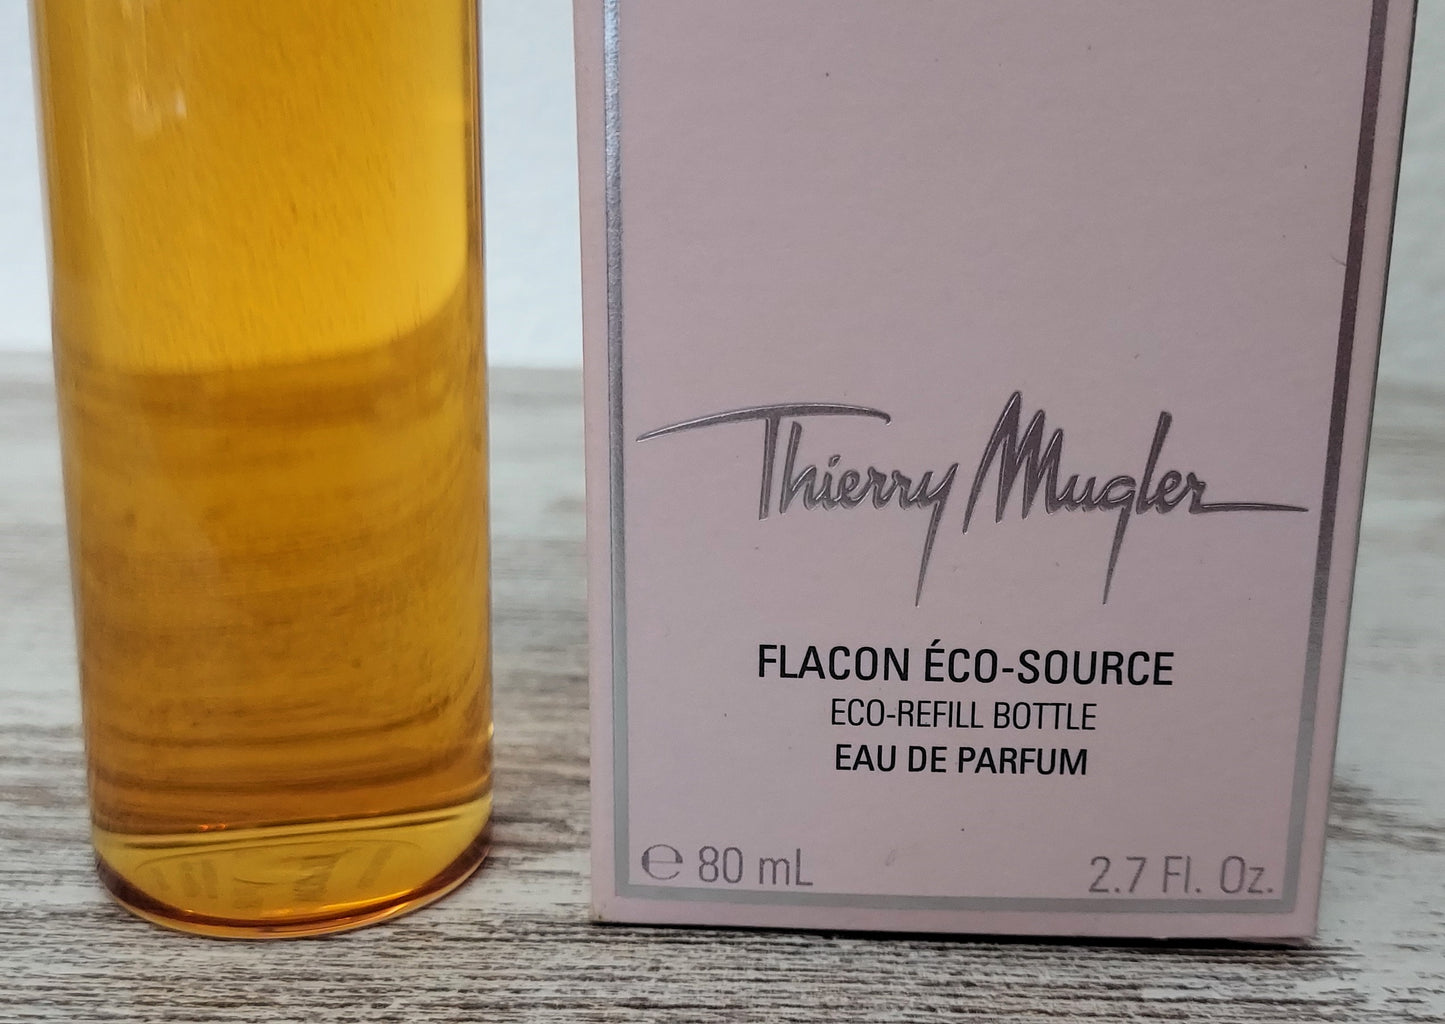 Thierry Mugler
FLACON ÉCO-SOURCE
ECO-REFILL BOTTLE
EAU DE PARFUM
℮ 80 mL 2.7 Fl. Oz.